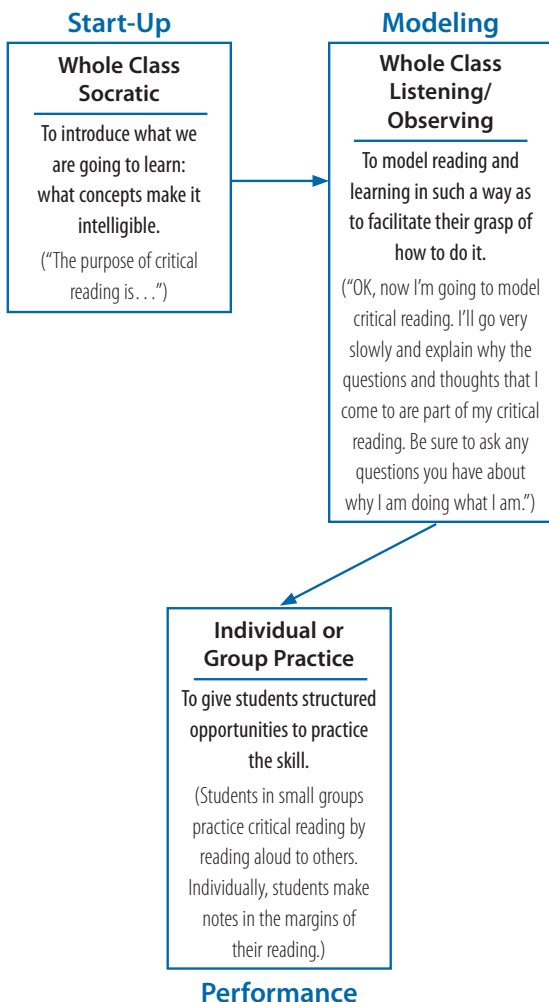 Start-Up
Whole Class
Socratic
To introduce what we
are going to learn:
what concepts make it
intelligible.
(“The purpose of critical
reading is…”)
Modeling
Whole Class
Listening/
Observing
To model reading and
learning in such a way as
to facilitate their grasp of
how to do it.
(“OK, now I’m going to model
critical reading. I’ll go very
slowly and explain why the
questions and thoughts that I
come to are part of my critical
reading. Be sure to ask any
questions you have about
why I am doing what I am.”)
Individual or
Group Practice
To give students structured
opportunities to practice
the skill.
(Students in small groups
practice critical reading by
reading aloud to others.
Individually, students make
notes in the margins of
their reading.)
Performance